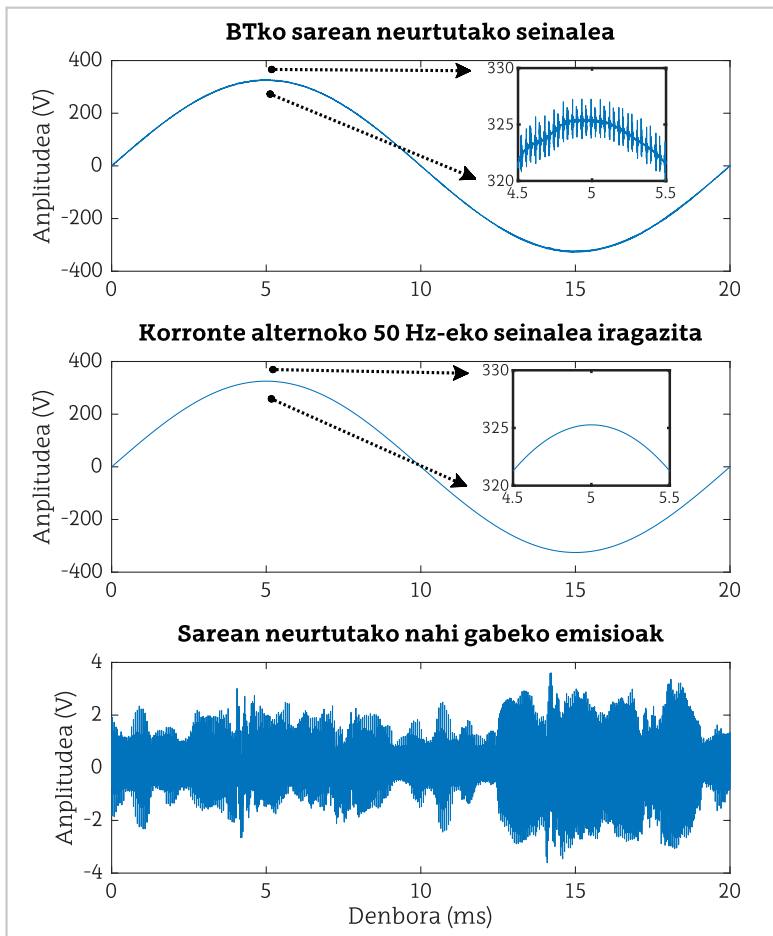 BTko sarean neurtutako seinalea
Anplitudea (V)
400
200
0
-200
-400
0 5 10 15 20
330
325
320
4.5 5 5.5
Korronte alternoko 50 Hz-eko seinalea iragazita
Anplitudea (V)
400
200
0
-200
-400
0 5 10 15 20
330
325
320
4.5 5 5.5
Sarean neurtutako nahi gabeko emisioak
Anplitudea (V)
4
2
0
-2
-4
0 5 10 15 20
Denbora (ms)